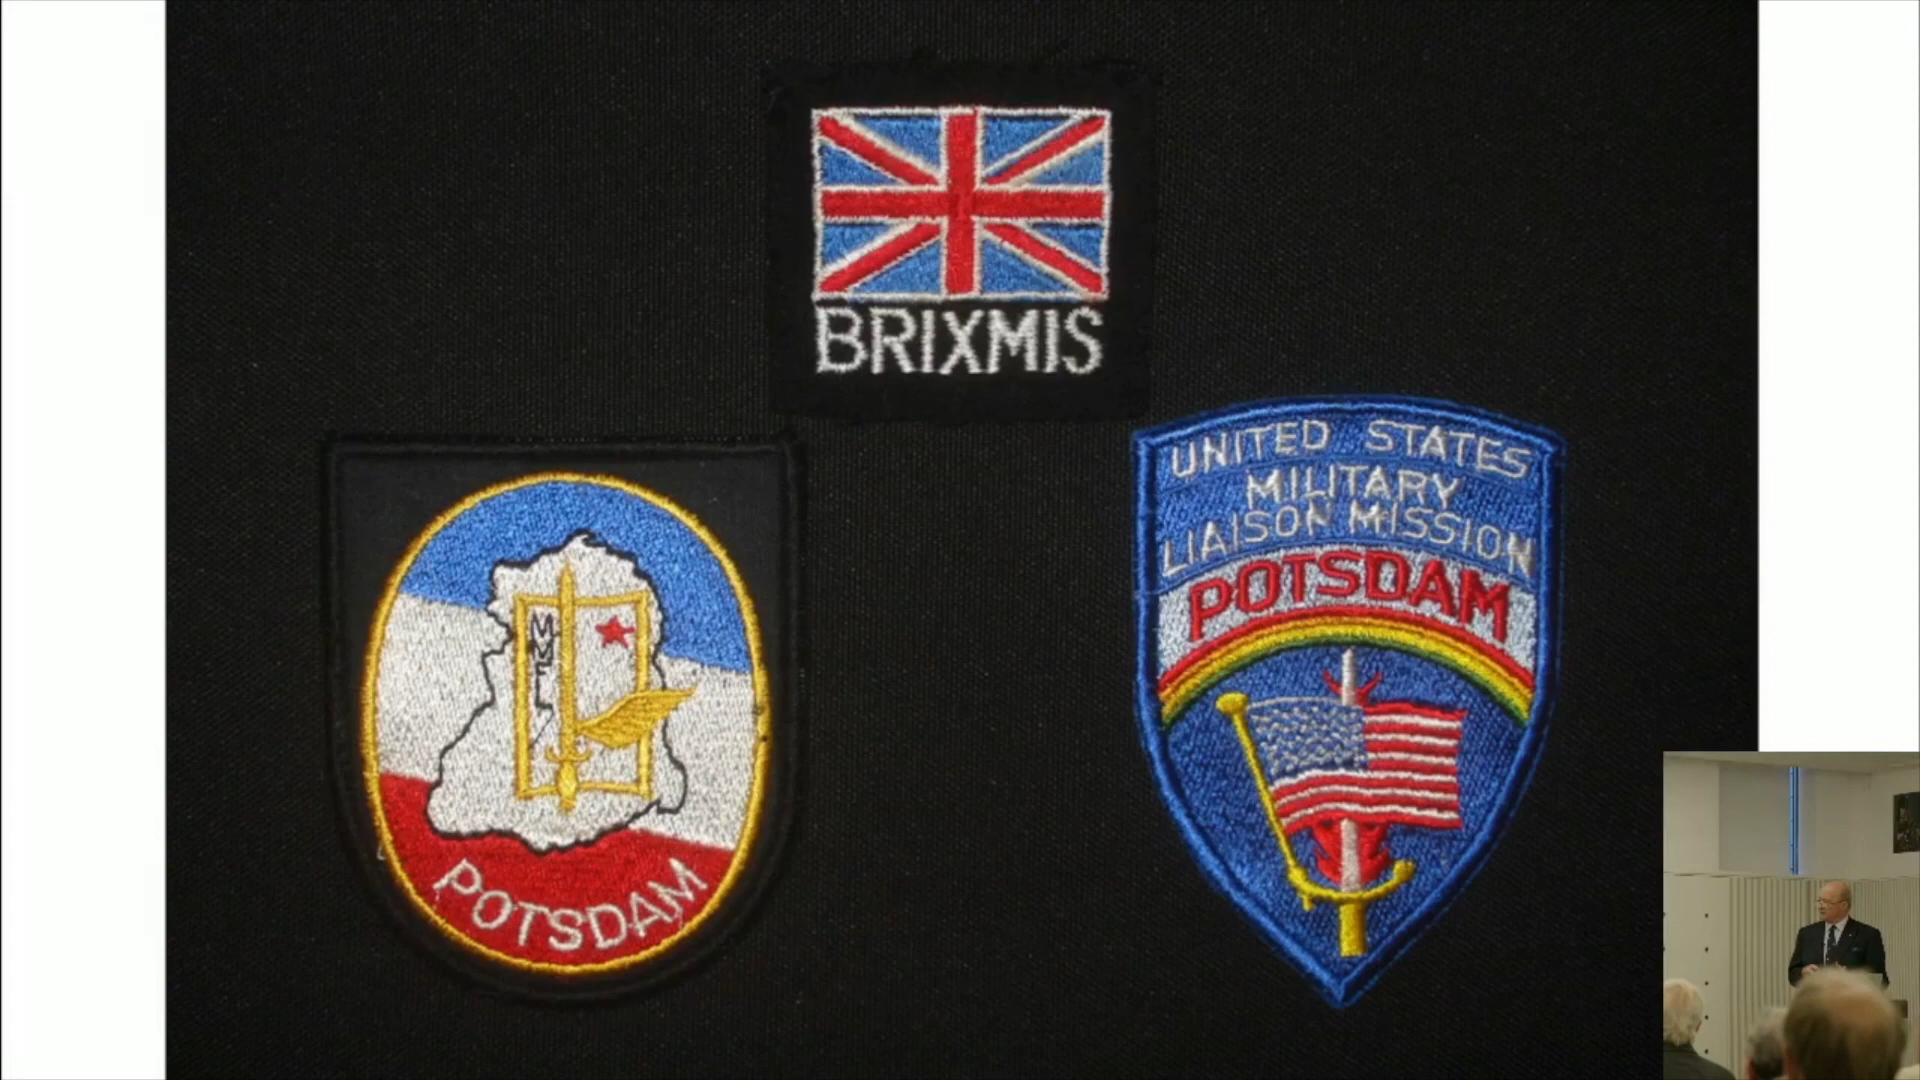 BRIXMIS
UNITED STATES
MILITARY
LIAISON MISSION
POTSDAM
MMFL
POTSDAM